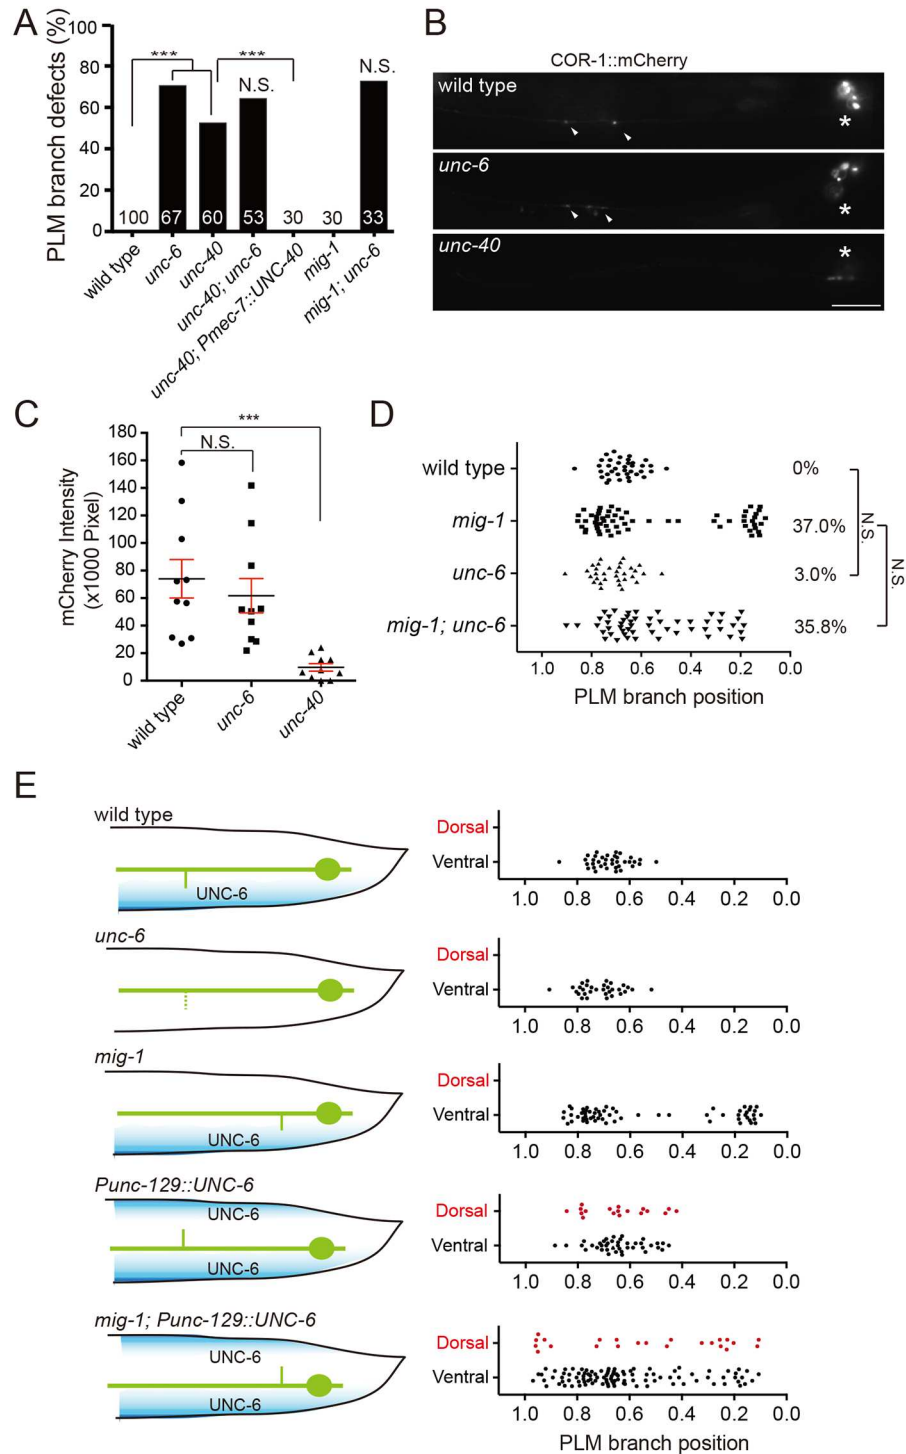 A
PLM branch defects (%)
100
80
60
40
20
0
***
***
N.S.
N.S.
100
67
60
53
30
30
33
wild type
unc-6
unc-40
unc-40; unc-6
unc-40; Pmec-7::UNC-40
mig-1
mig-1; unc-6
B
COR-1::mCherry
wild type
*
unc-6
*
unc-40
*
C
mCherry Intensity
(x1000 Pixel)
180
160
140
120
100
80
60
40
20
0
***
N.S.
wild type
unc-6
unc-40
D
wild type
0%
mig-1
37.0%
unc-6
3.0%
mig-1; unc-6
35.8%
N.S.
N.S.
1.0 0.8 0.6 0.4 0.2 0.0
PLM branch position
E
wild type
UNC-6
Dorsal
Ventral
1.0 0.8 0.6 0.4 0.2 0.0
unc-6
Dorsal
Ventral
1.0 0.8 0.6 0.4 0.2 0.0
mig-1
UNC-6
Dorsal
Ventral
1.0 0.8 0.6 0.4 0.2 0.0
Punc-129::UNC-6
UNC-6
UNC-6
Dorsal
Ventral
1.0 0.8 0.6 0.4 0.2 0.0
mig-1; Punc-129::UNC-6
UNC-6
UNC-6
Dorsal
Ventral
1.0 0.8 0.6 0.4 0.2 0.0
PLM branch position